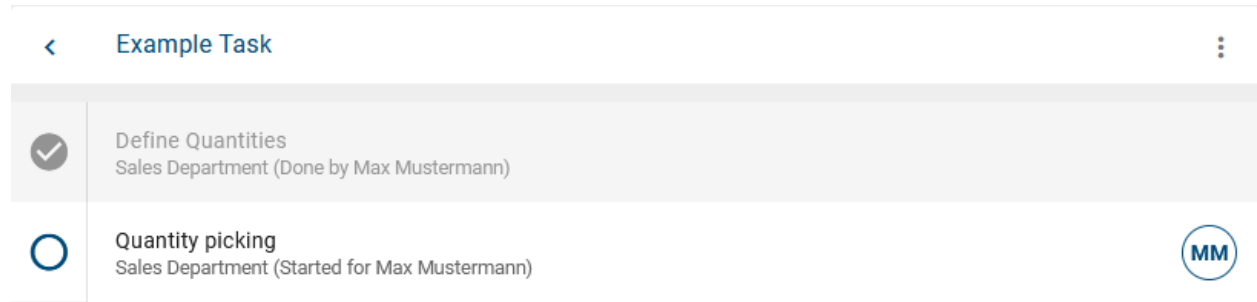 Example Task
Define Quantities
Sales Department (Done by Max Mustermann)
Quantity picking
Sales Department (Started for Max Mustermann)
MM